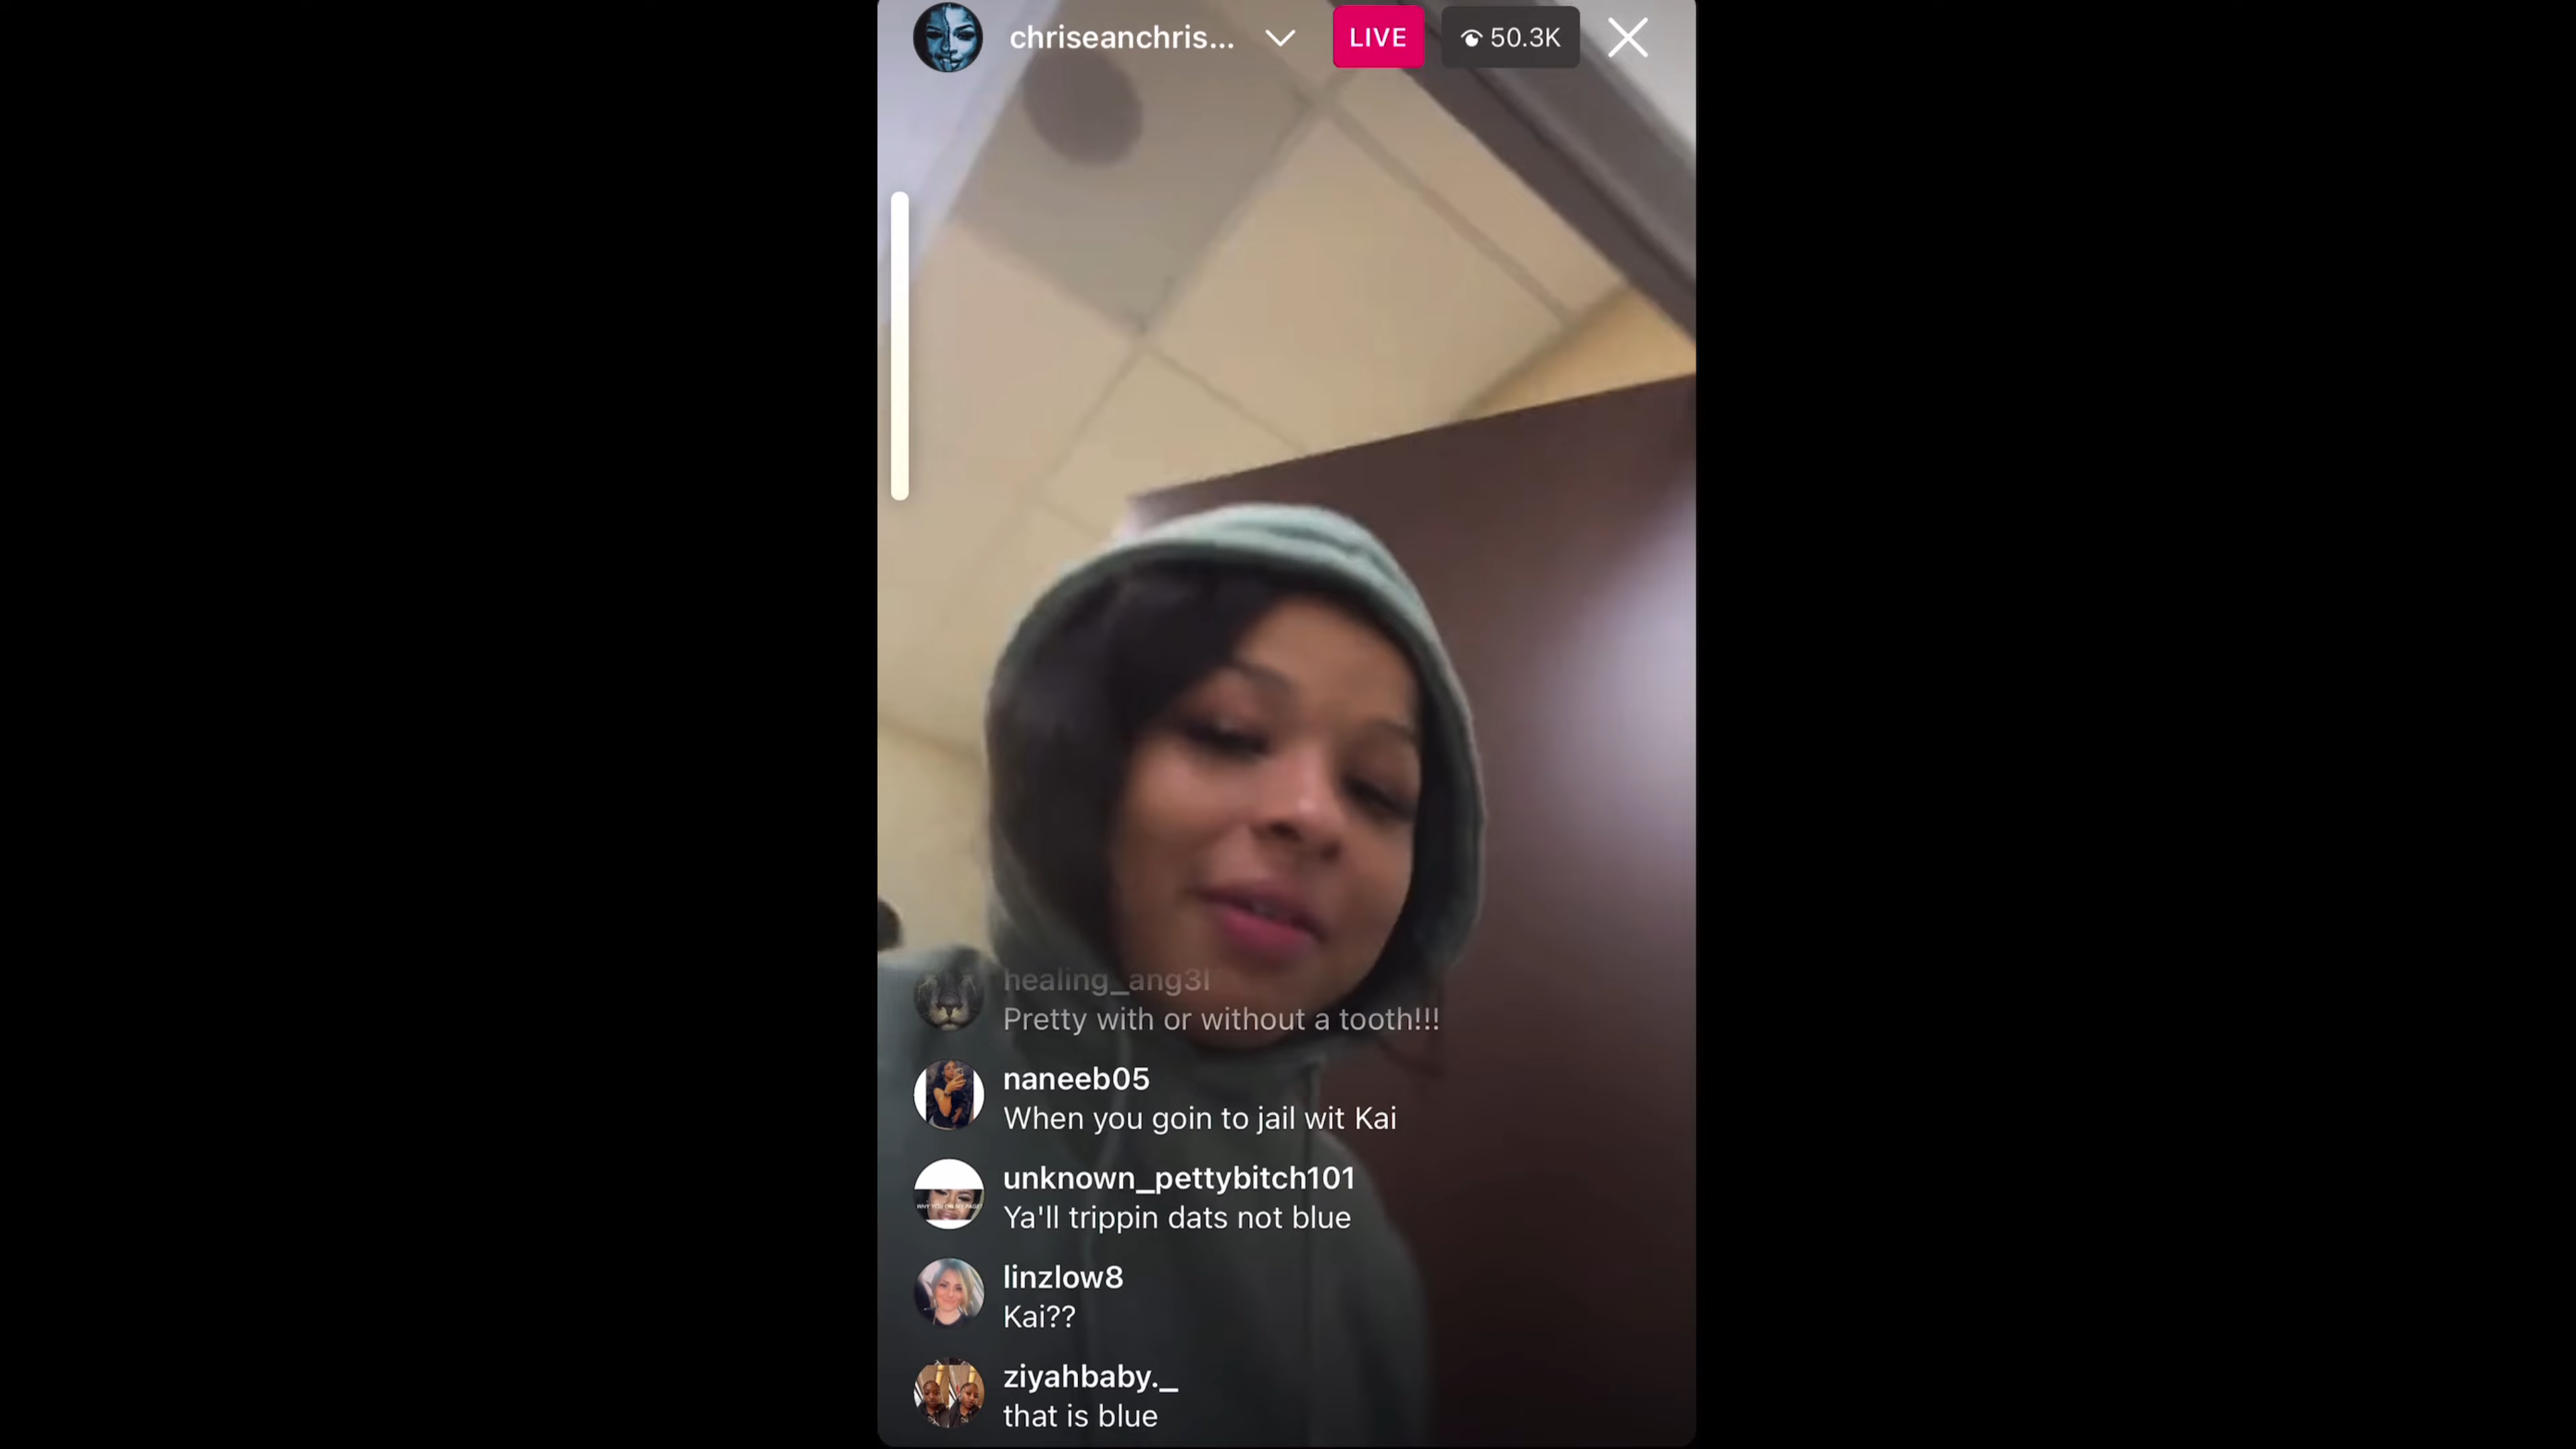 chriseanchris...
LIVE
50.3K
healing_ang3l
Pretty with or without a tooth!!!
naneeb05
When you goin to jail wit Kai
unknown_pettybitch101
Ya'll trippin dats not blue
linzlow8
Kai??
ziyahbaby._
that is blue